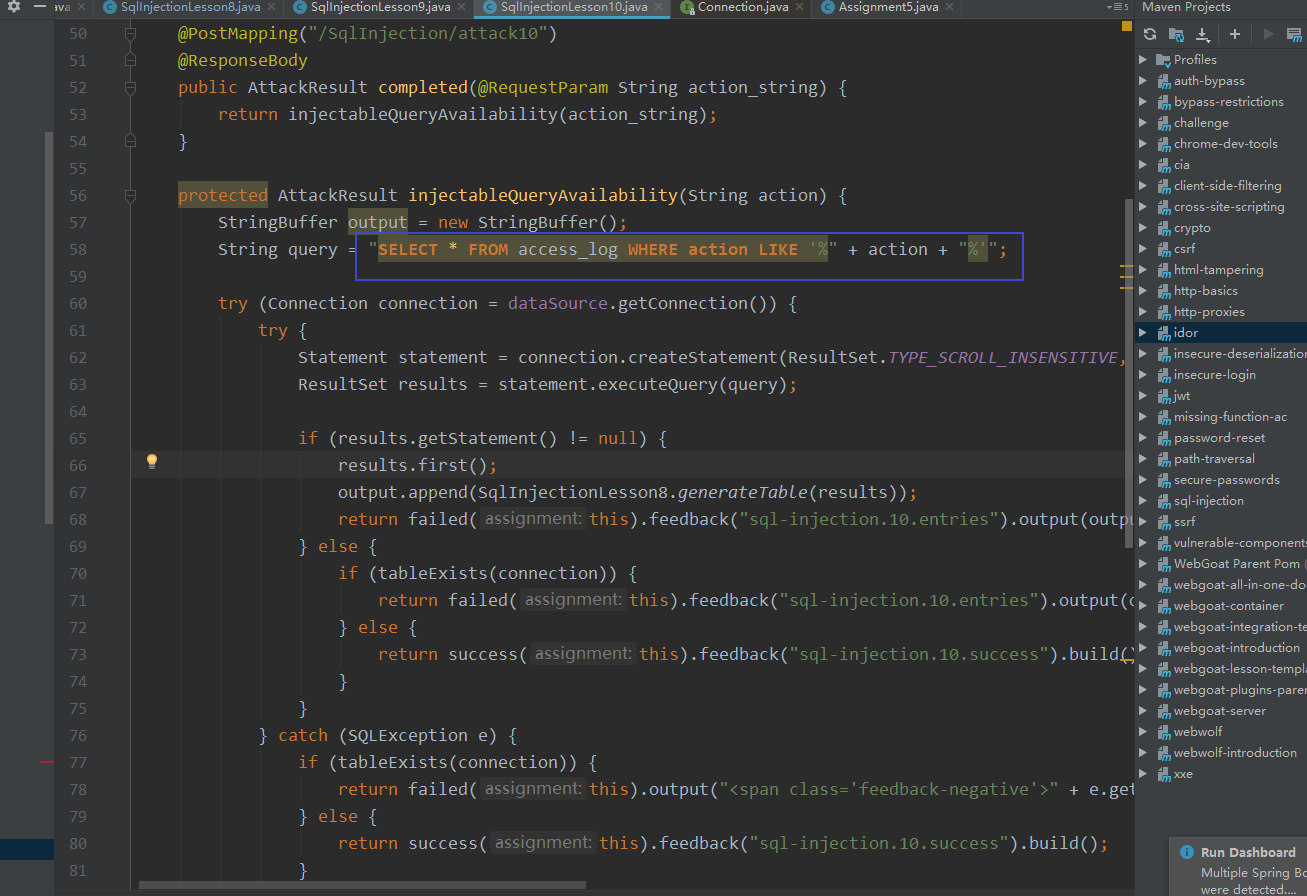 ava
SqlInjectionLesson8.java
SqlInjectionLesson9.java
SqlInjectionLesson10.java
Connection.java
Assignment5.java
Maven Projects
50 @PostMapping("/SqlInjection/attack10")
51 @ResponseBody
52 public AttackResult completed(@RequestParam String action_string) {
53 return injectableQueryAvailability(action_string);
54 }
55
56 protected AttackResult injectableQueryAvailability(String action) {
57 StringBuffer output = new StringBuffer();
58 String query = "SELECT * FROM access_log WHERE action LIKE '%" + action + "%'";
59
60 try (Connection connection = dataSource.getConnection()) {
61 try {
62 Statement statement = connection.createStatement(ResultSet.TYPE_SCROLL_INSENSITIVE,
63 ResultSet results = statement.executeQuery(query);
64
65 if (results.getStatement() != null) {
66 results.first();
67 output.append(SqlInjectionLesson8.generateTable(results));
68 return failed( assignment: this).feedback("sql-injection.10.entries").output(outpu
69 } else {
70 if (tableExists(connection)) {
71 return failed( assignment: this).feedback("sql-injection.10.entries").output(o
72 } else {
73 return success( assignment: this).feedback("sql-injection.10.success").build()
74 }
75 }
76 } catch (SQLException e) {
77 if (tableExists(connection)) {
78 return failed( assignment: this).output("<span class='feedback-negative'>" + e.get
79 } else {
80 return success( assignment: this).feedback("sql-injection.10.success").build();
81 }
Profiles
auth-bypass
bypass-restrictions
challenge
chrome-dev-tools
cia
client-side-filtering
cross-site-scripting
crypto
csrf
html-tampering
http-basics
http-proxies
idor
insecure-deserialization
insecure-login
jwt
missing-function-ac
password-reset
path-traversal
secure-passwords
sql-injection
ssrf
vulnerable-components
WebGoat Parent Pom (
webgoat-all-in-one-do
webgoat-container
webgoat-integration-te
webgoat-introduction
webgoat-lesson-templa
webgoat-plugins-paren
webgoat-server
webwolf
webwolf-introduction
xxe
Run Dashboard
Multiple Spring Bo
were detected....